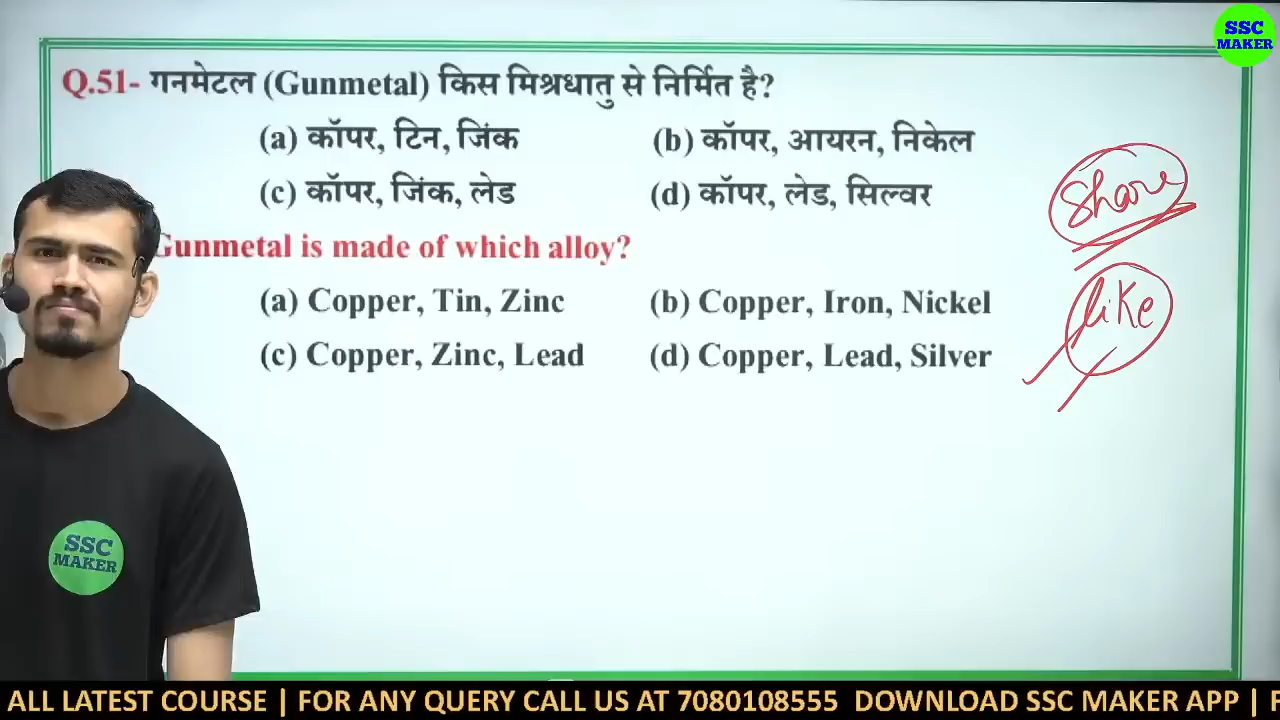 SSC
MAKER
Q.51- गनमेटल (Gunmetal) किस मिश्रधातु से निर्मित है?
(a) कॉपर, टिन, जिंक (b) कॉपर, आयरन, निकेल
(c) कॉपर, जिंक, लेड (d) कॉपर, लेड, सिल्वर
Share
Gunmetal is made of which alloy?
like
(a) Copper, Tin, Zinc (b) Copper, Iron, Nickel
(c) Copper, Zinc, Lead (d) Copper, Lead, Silver
SSC
MAKER
ALL LATEST COURSE | FOR ANY QUERY CALL US AT 7080108555 DOWNLOAD SSC MAKER APP |